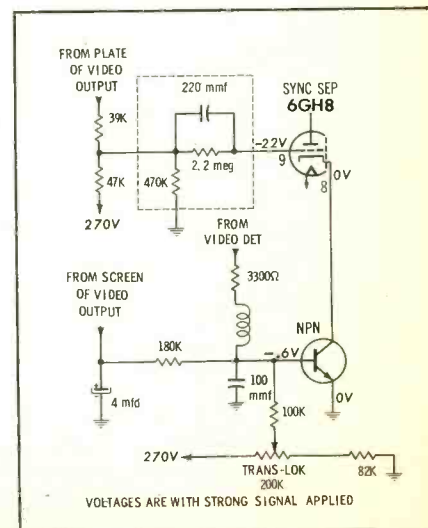 FROM PLATE
OF VIDEO
OUTPUT
39K
47K
270V
220 mmf
2.2 meg
470K
SYNC SEP
6GH8
-22V
9
8
0V
FROM
VIDEO DET
3300Ω
FROM SCREEN
OF VIDEO
OUTPUT
180K
4 mfd
100
mmf
-.6V
NPN
0V
100K
270V
TRANS-LOK
200K
82K
VOLTAGES ARE WITH STRONG SIGNAL APPLIED